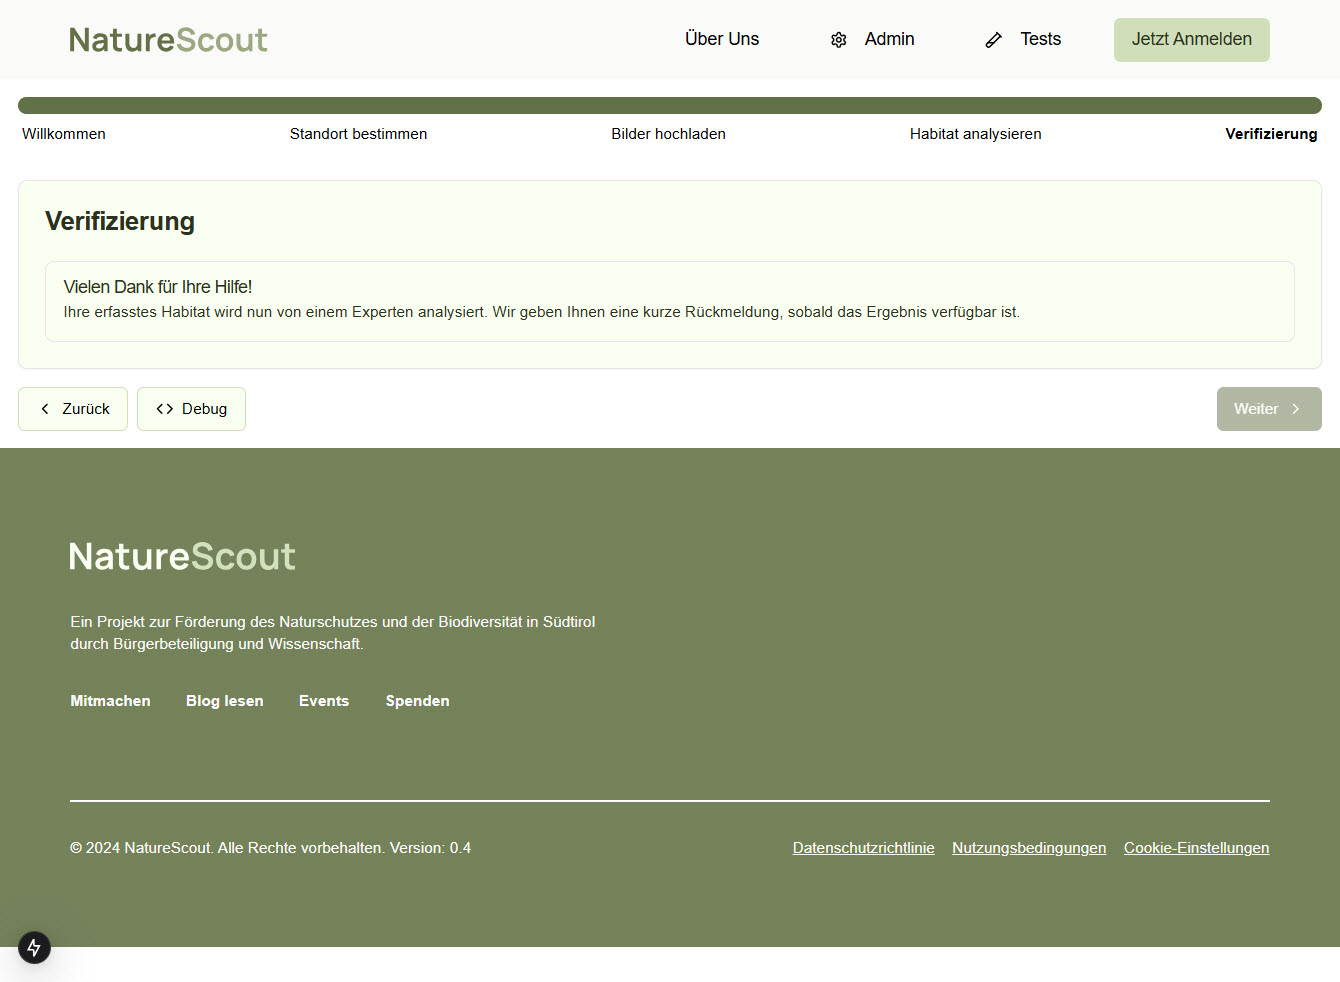 NatureScout
Über Uns
Admin
Tests
Jetzt Anmelden
Willkommen
Standort bestimmen
Bilder hochladen
Habitat analysieren
Verifizierung
Verifizierung
Vielen Dank für Ihre Hilfe!
Ihre erfasstes Habitat wird nun von einem Experten analysiert. Wir geben Ihnen eine kurze Rückmeldung, sobald das Ergebnis verfügbar ist.
Zurück
Debug
Weiter
NatureScout
Ein Projekt zur Förderung des Naturschutzes und der Biodiversität in Südtirol
durch Bürgerbeteiligung und Wissenschaft.
Mitmachen
Blog lesen
Events
Spenden
© 2024 NatureScout. Alle Rechte vorbehalten. Version: 0.4
Datenschutzrichtlinie
Nutzungsbedingungen
Cookie-Einstellungen